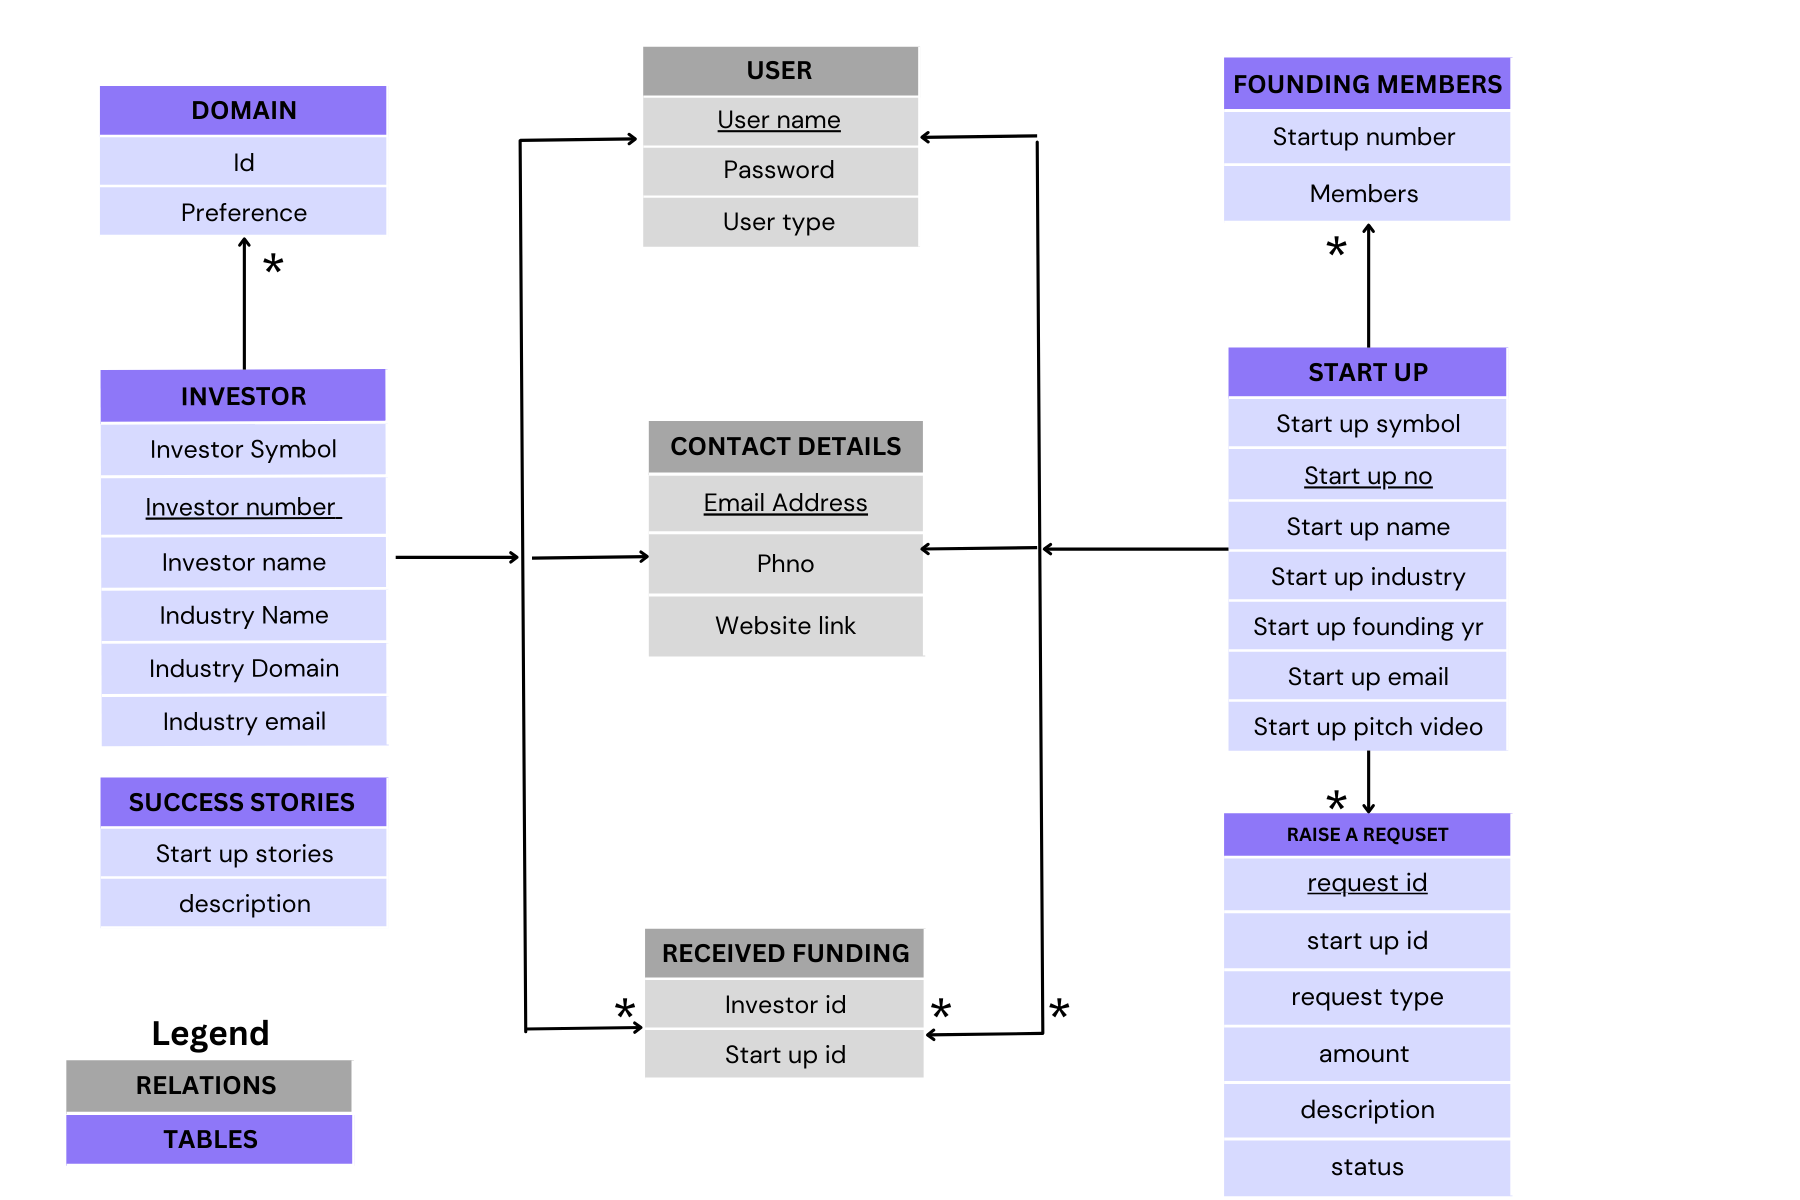 DOMAIN
Id
Preference
*
INVESTOR
Investor Symbol
Investor number
Investor name
Industry Name
Industry Domain
Industry email
SUCCESS STORIES
Start up stories
description
Legend
RELATIONS
TABLES
USER
User name
Password
User type
CONTACT DETAILS
Email Address
Phno
Website link
RECEIVED FUNDING
* Investor id * *
Start up id
FOUNDING MEMBERS
Startup number
Members
*
START UP
Start up symbol
Start up no
Start up name
Start up industry
Start up founding yr
Start up email
Start up pitch video
*
RAISE A REQUSET
request id
start up id
request type
amount
description
status